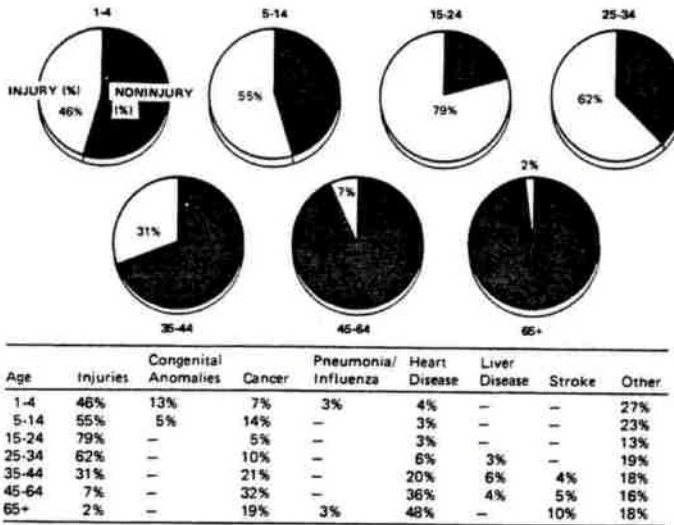 1-4 5-14 15-24 25-34
INJURY (%) NONINJURY
46% (%) 55% 79% 62%
31% 7% 2%
35-44 45-64 65+
Age Injuries Congenital Anomalies Cancer Pneumonia/ Influenza Heart Disease Liver Disease Stroke Other
1-4 46% 13% 7% 3% 4% – – 27%
5-14 55% 5% 14% – 3% – – 23%
15-24 79% – 5% – 3% – – 13%
25-34 62% – 10% – 6% 3% – 19%
35-44 31% – 21% – 20% 6% 4% 18%
45-64 7% – 32% – 36% 4% 5% 16%
65+ 2% – 19% 3% 48% – 10% 18%